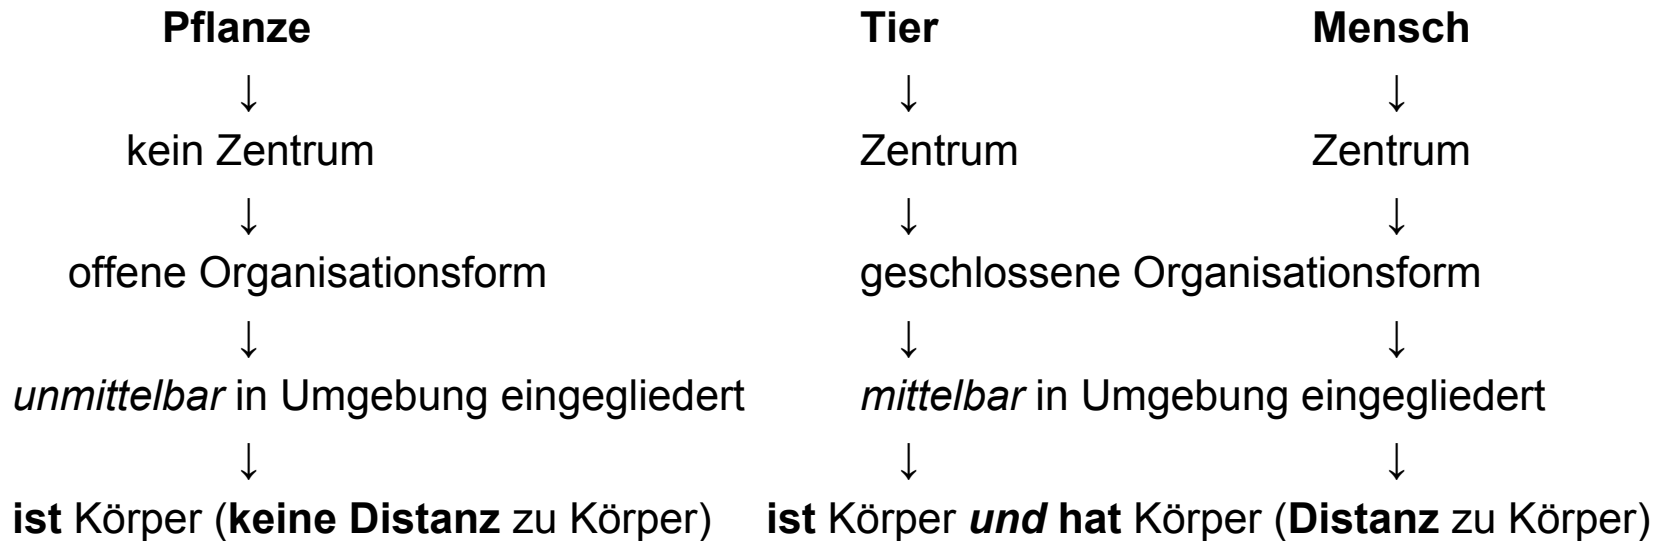 Pflanze Tier Mensch
↓ ↓ ↓
kein Zentrum Zentrum Zentrum
↓ ↓ ↓
offene Organisationsform geschlossene Organisationsform
↓ ↓ ↓
unmittelbar in Umgebung eingegliedert mittelbar in Umgebung eingegliedert
↓ ↓ ↓
ist Körper (keine Distanz zu Körper) ist Körper und hat Körper (Distanz zu Körper)